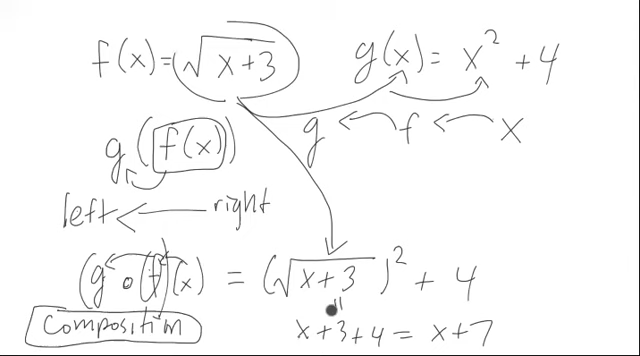 f(x) = √(x+3)    g(x) = x² + 4
g ← f ← x
g(f(x))
left ← right
(g ∘ f)(x) = (√(x+3))² + 4
=
x+3+4 = x+7
Composition